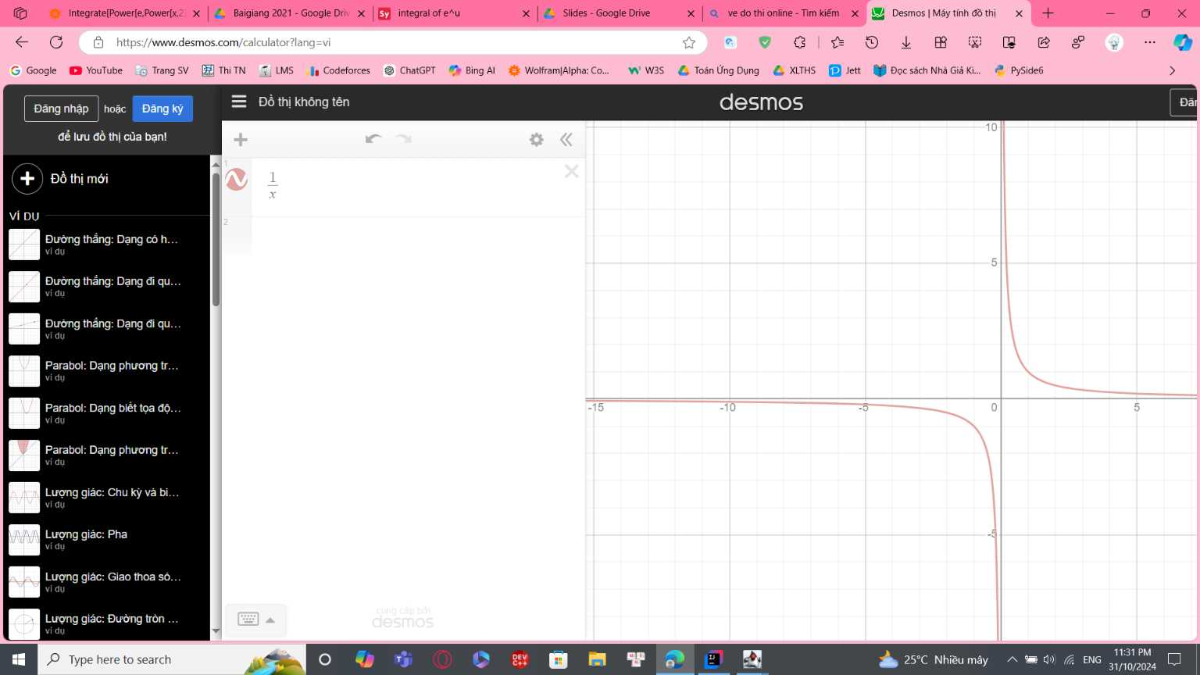 Integrate[Power[e,Power[x,2
Baigiang 2021 - Google Driv
Sy integral of e^u
Slides - Google Drive
ve do thi online - Tìm kiếm
Desmos | Máy tính đồ thị
https://www.desmos.com/calculator?lang=vi
Google
YouTube
Trang SV
Thi TN
LMS
Codeforces
ChatGPT
Bing AI
Wolfram|Alpha: Co...
W3S
Toán Ứng Dụng
XLTHS
Jett
Đọc sách Nhà Giả Ki...
PySide6
Đăng nhập hoặc Đăng ký
để lưu đồ thị của bạn!
Đồ thị không tên
desmos
Đồ thị mới
VÍ DỤ
Đường thẳng: Dạng có h...
ví dụ
Đường thẳng: Dạng đi qu...
ví dụ
Đường thẳng: Dạng đi qu...
ví dụ
Parabol: Dạng phương tr...
ví dụ
Parabol: Dạng biết tọa độ...
ví dụ
Parabol: Dạng phương tr...
ví dụ
Lượng giác: Chu kỳ và bi...
ví dụ
Lượng giác: Pha
ví dụ
Lượng giác: Giao thoa só...
ví dụ
Lượng giác: Đường tròn ...
ví dụ
1
1
x
2
cung cấp bởi
desmos
10
5
-15 -10 -5 0 5
-5
Type here to search
DEV C++
25°C Nhiều mây
ENG
11:31 PM
31/10/2024